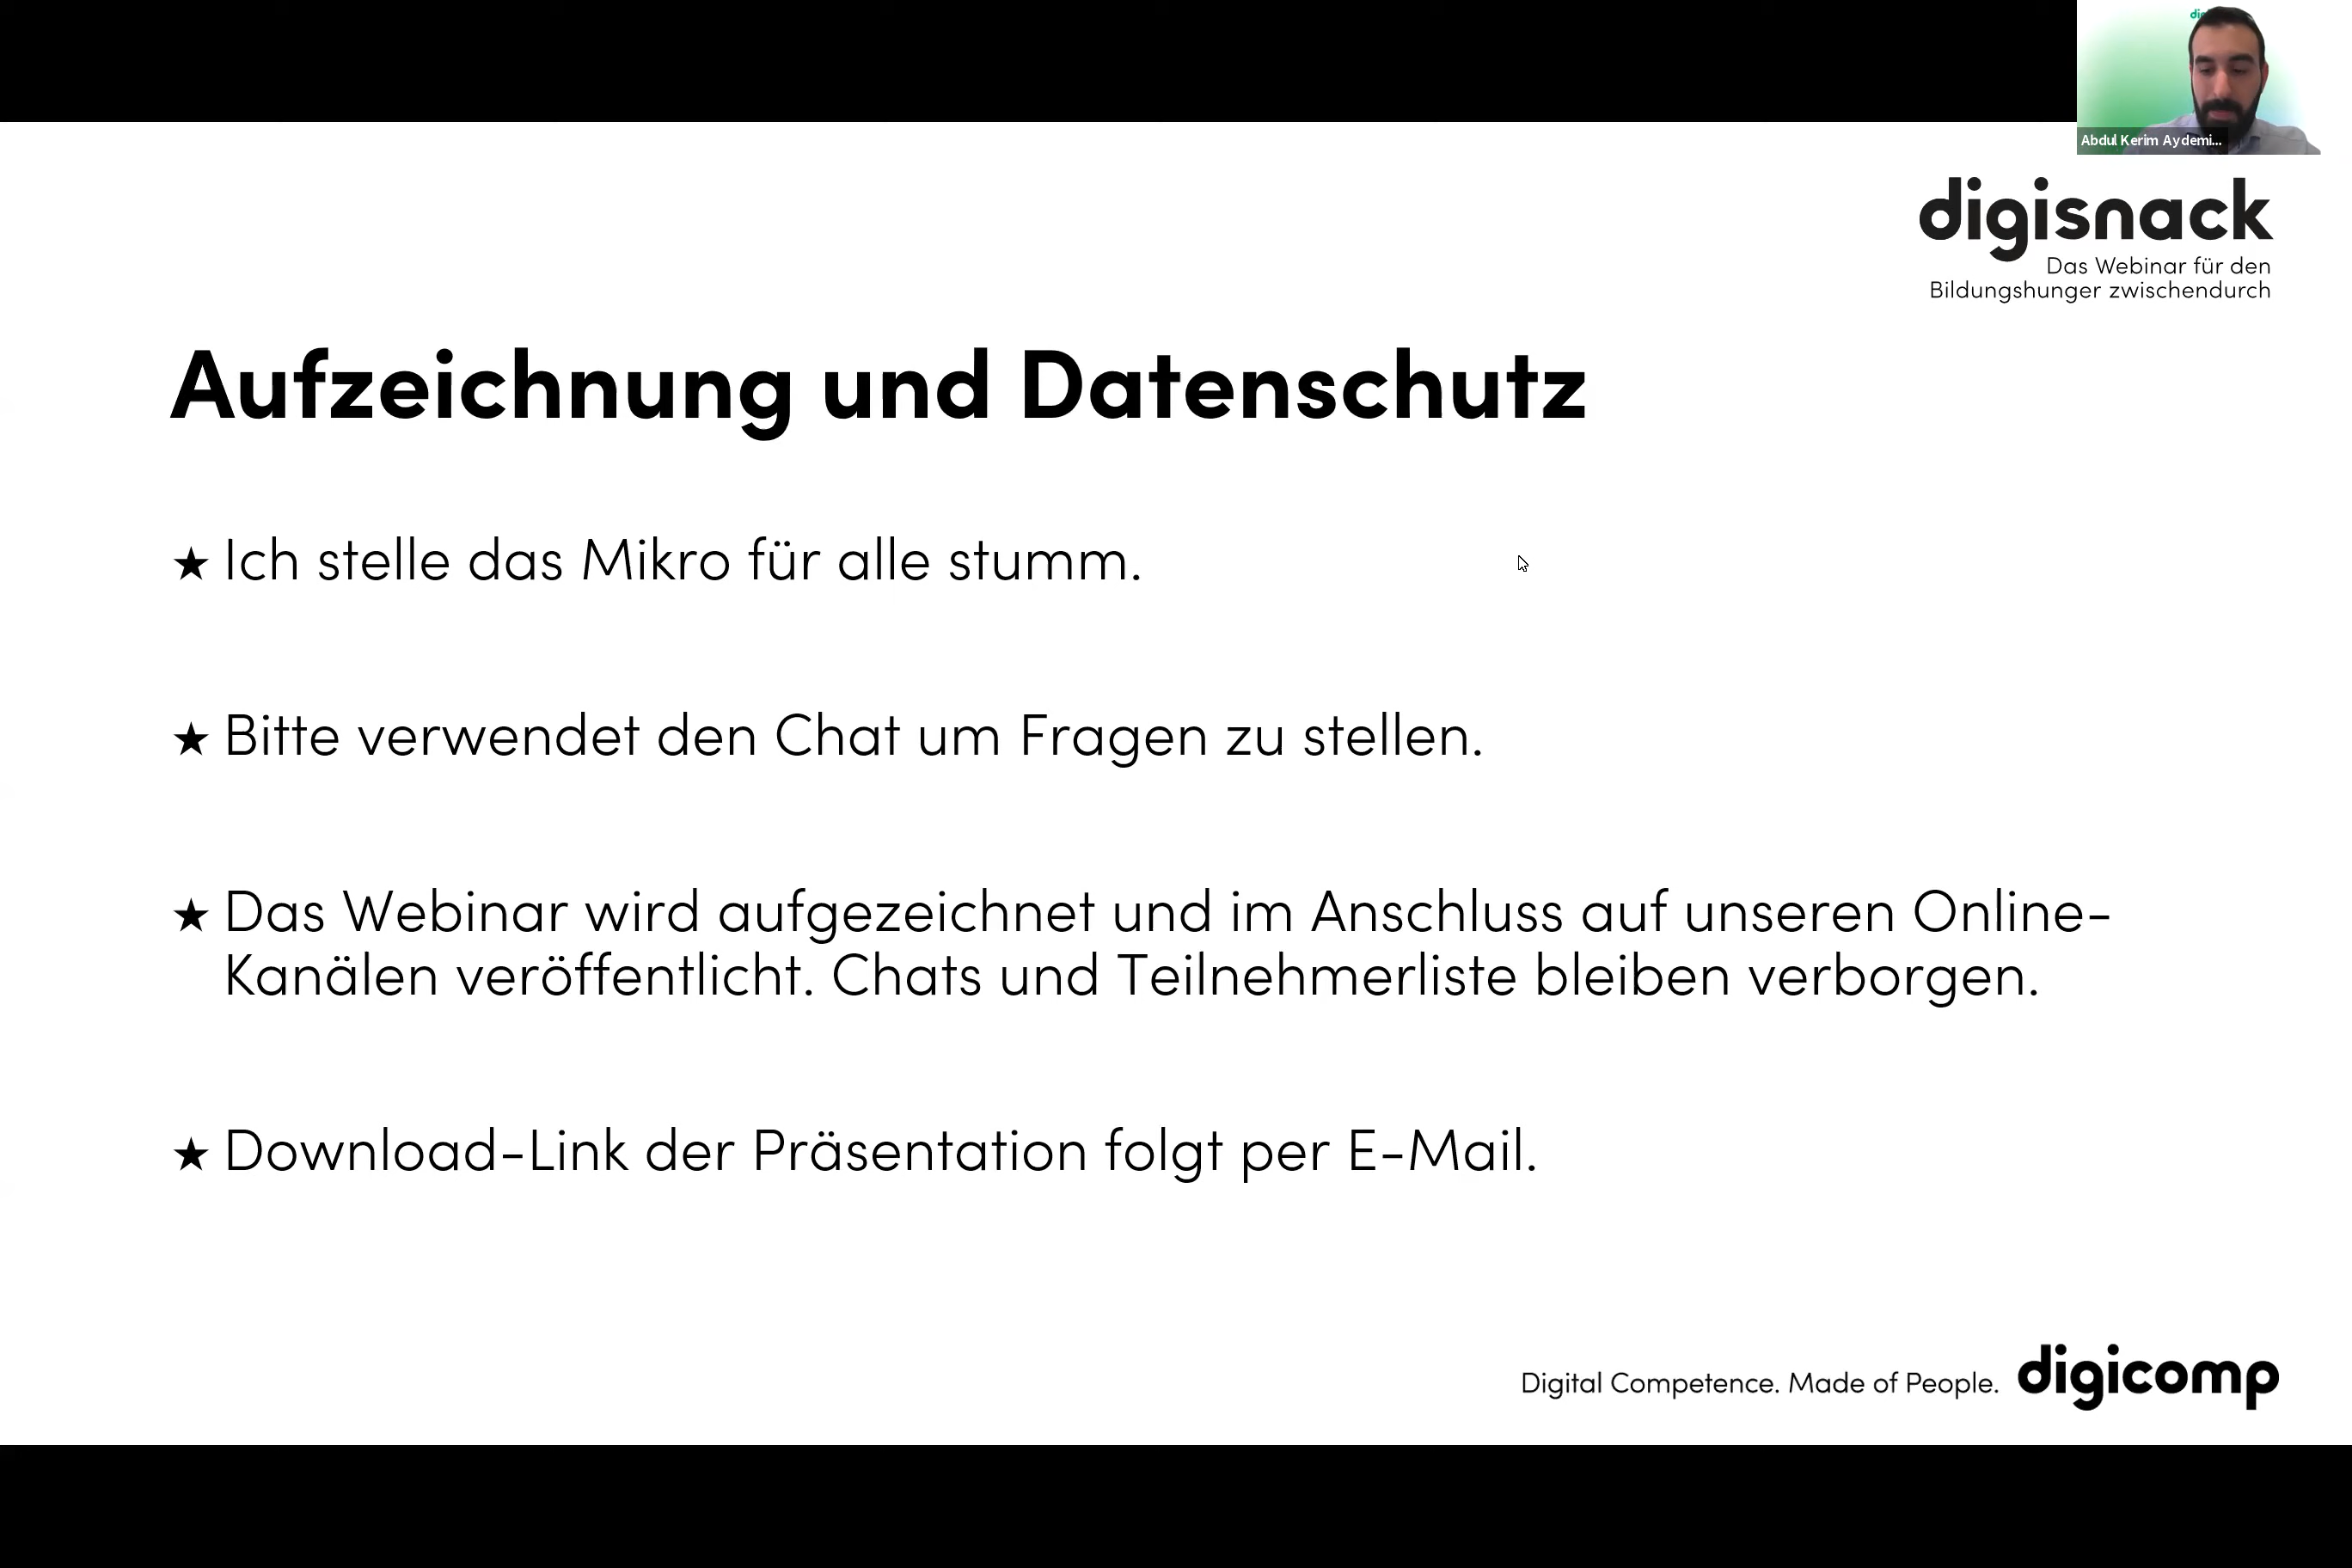 Abdul Kerim Aydemi...
digisnack
Das Webinar für den
Bildungshunger zwischendurch
Aufzeichnung und Datenschutz
★ Ich stelle das Mikro für alle stumm.
★ Bitte verwendet den Chat um Fragen zu stellen.
★ Das Webinar wird aufgezeichnet und im Anschluss auf unseren Online-
Kanälen veröffentlicht. Chats und Teilnehmerliste bleiben verborgen.
★ Download-Link der Präsentation folgt per E-Mail.
Digital Competence. Made of People. digicomp